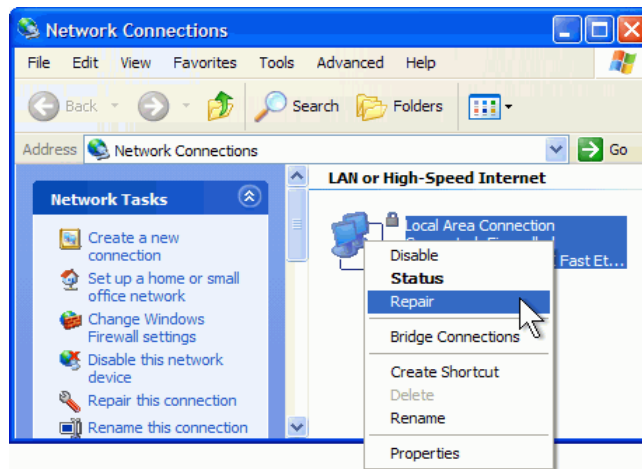 Network Connections
File Edit View Favorites Tools Advanced Help
Back Search Folders
Address Network Connections Go
Network Tasks
Create a new
connection
Set up a home or small
office network
Change Windows
Firewall settings
Disable this network
device
Repair this connection
Rename this connection
LAN or High-Speed Internet
Local Area Connection
Fast Et...
Disable
Status
Repair
Bridge Connections
Create Shortcut
Delete
Rename
Properties